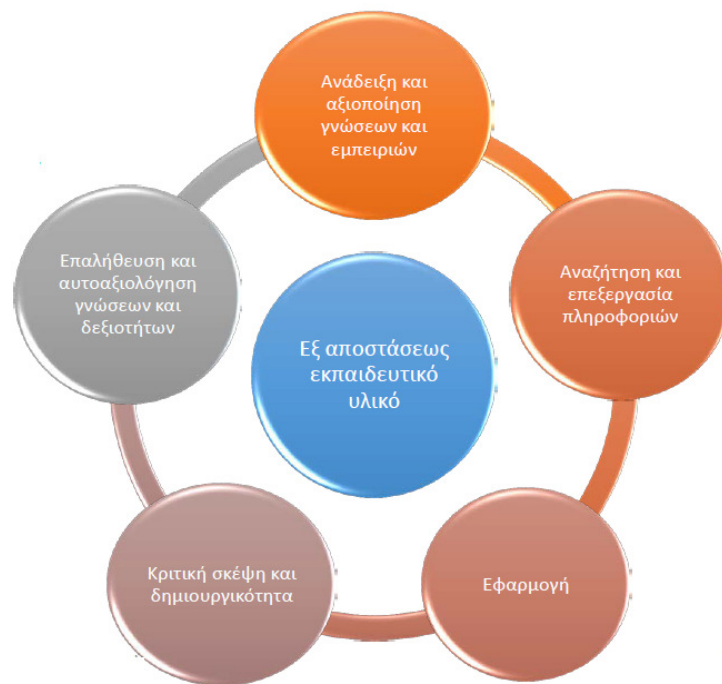 Ανάδειξη και
αξιοποίηση
γνώσεων και
εμπειριών
Αναζήτηση και
επεξεργασία
πληροφοριών
Εφαρμογή
Κριτική σκέψη και
δημιουργικότητα
Επαλήθευση και
αυτοαξιολόγηση
γνώσεων και
δεξιοτήτων
Εξ αποστάσεως
εκπαιδευτικό
υλικό